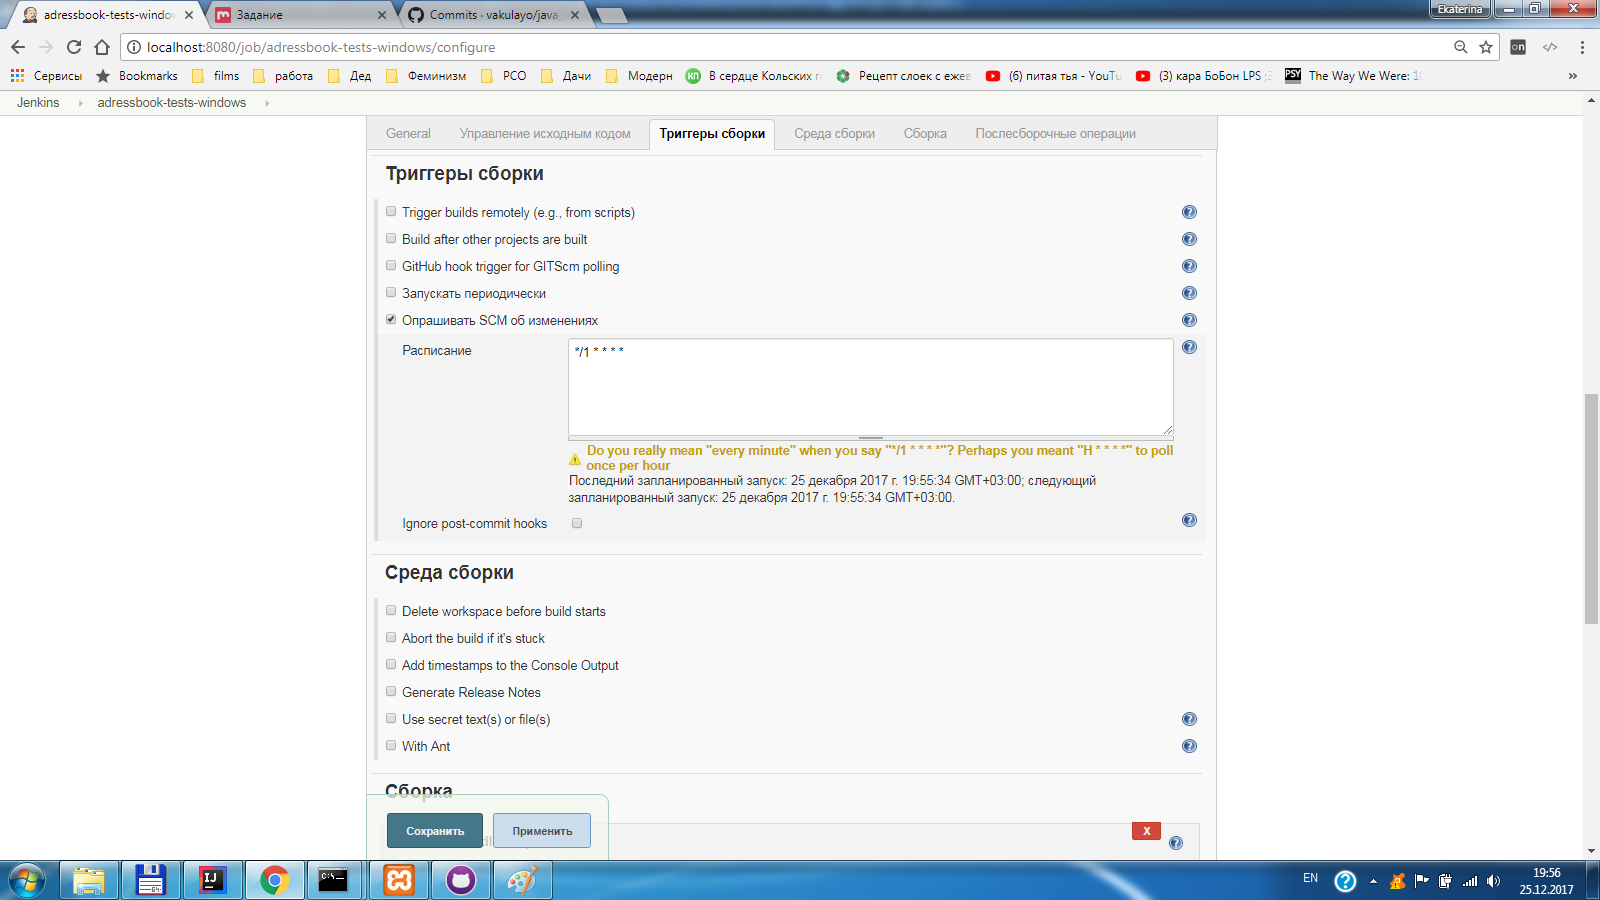 adressbook-tests-window
Задание
Commits · vakulayo/java_
Ekaterina
localhost:8080/job/adressbook-tests-windows/configure
on
Сервисы
Bookmarks
films
работа
Дед
Феминизм
РСО
Дачи
Модерн
КП
В сердце Кольских г
Рецепт слоек с ежев
(6) питая тья - YouTu
(3) кара БоБон LPS ;
PSY
The Way We Were: 10
Jenkins
adressbook-tests-windows
General
Управление исходным кодом
Триггеры сборки
Среда сборки
Сборка
Послесборочные операции
Триггеры сборки
Trigger builds remotely (e.g., from scripts)
Build after other projects are built
GitHub hook trigger for GITScm polling
Запускать периодически
Опрашивать SCM об изменениях
Расписание
*/1 * * * *
Do you really mean "every minute" when you say "*/1 * * * *"? Perhaps you meant "H * * * *" to poll
once per hour
Последний запланированный запуск: 25 декабря 2017 г. 19:55:34 GMT+03:00; следующий
запланированный запуск: 25 декабря 2017 г. 19:55:34 GMT+03:00.
Ignore post-commit hooks
Среда сборки
Delete workspace before build starts
Abort the build if it's stuck
Add timestamps to the Console Output
Generate Release Notes
Use secret text(s) or file(s)
With Ant
Сборка
Сохранить
Применить
X
EN
19:56
25.12.2017